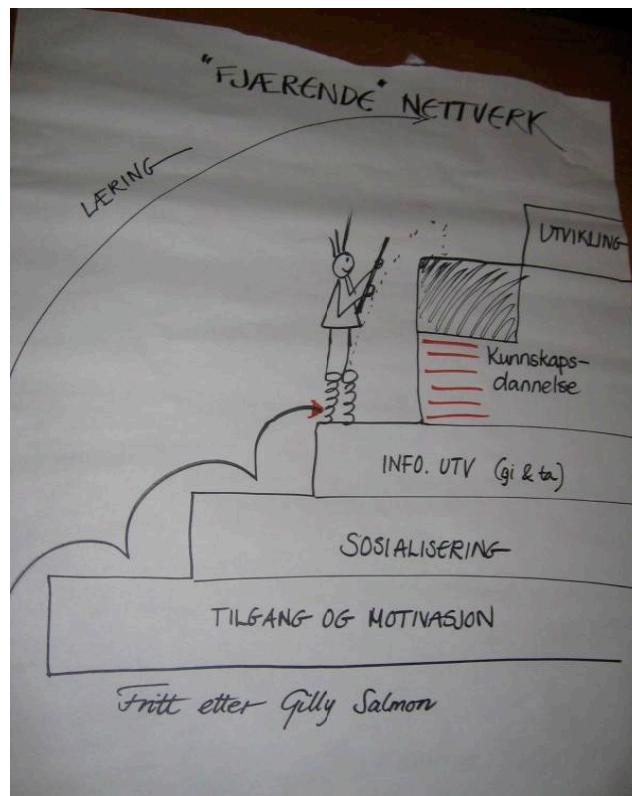 "FJÆRENDE" NETTVERK
LÆRING
UTVIKLING
Kunnskaps-
dannelse
INFO. UTV (gi & ta)
SOSIALISERING
TILGANG OG MOTIVASJON
Fritt etter Gilly Salmon